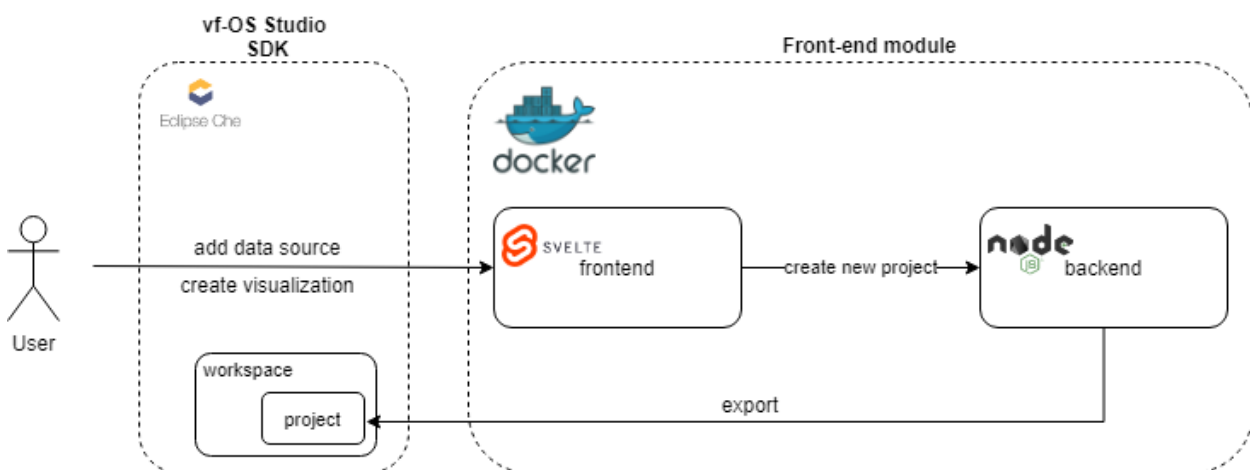 vf-OS Studio
SDK
Front-end module
Eclipse Che
docker
add data source
create visualization
SVELTE
frontend
create new project
node
JS
backend
User
workspace
project
export